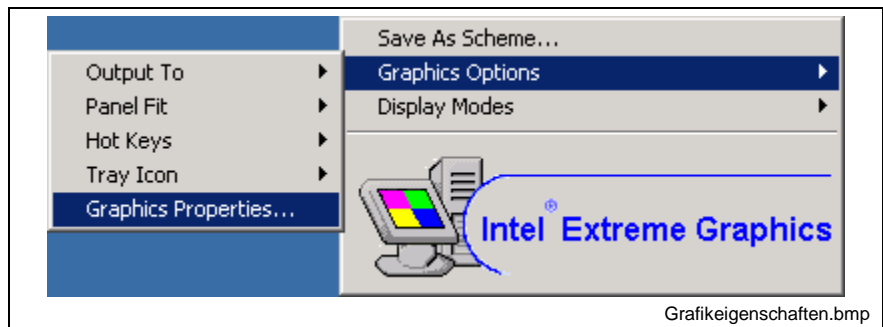 Save As Scheme...
Graphics Options
Display Modes
Output To
Panel Fit
Hot Keys
Tray Icon
Graphics Properties...
Intel® Extreme Graphics
Grafikeigenschaften.bmp